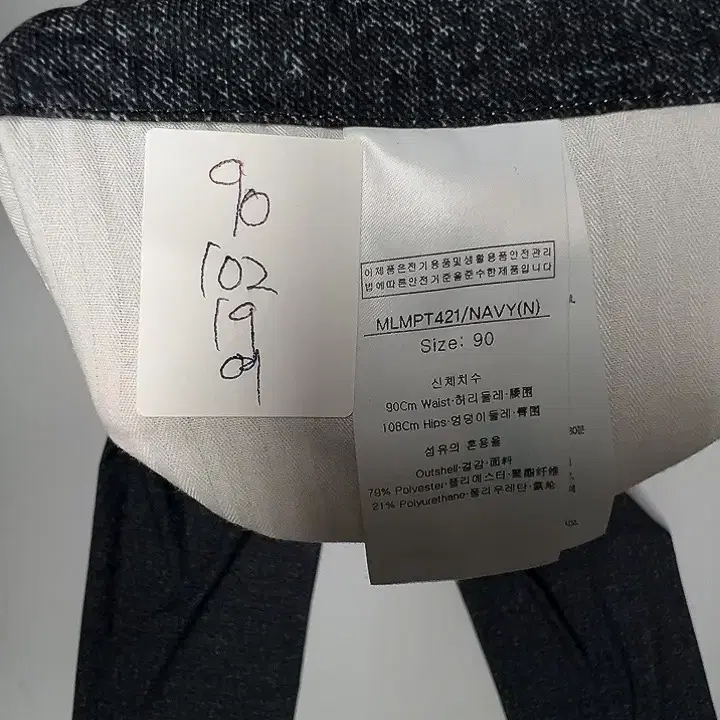 90
102
19
이 제품은전기용품및생활용품안전관리
법에따른안전기준을준수한제품입니다
MLMPT421/NAVY(N)
Size: 90
신체치수
90Cm Waist·허리둘레·腰围
108Cm Hips·엉덩이둘레·臀围
섬유의 혼용율
Outshell·겉감·面料
79% Polyester·폴리에스터·聚酯纤维
21% Polyurethane·폴리우레탄·氨纶